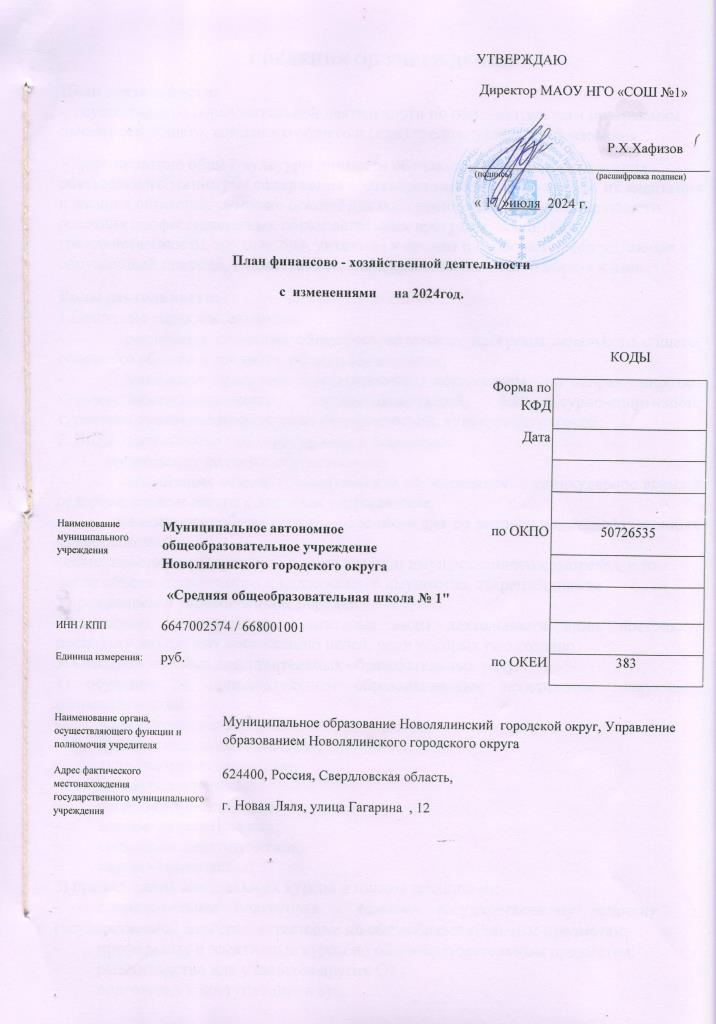 УТВЕРЖДАЮ
Директор МАОУ НГО «СОШ №1»
Р.Х.Хафизов
(подпись) (расшифровка подписи)
« 17 »июля 2024 г.
План финансово - хозяйственной деятельности
с изменениями на 2024год.
КОДЫ
Форма по
КФД
Дата
Наименование
муниципального
учреждения
Муниципальное автономное
общеобразовательное учреждение
Новолялинского городского округа
«Средняя общеобразовательная школа № 1"
по ОКПО 50726535
ИНН / КПП 6647002574 / 668001001
Единица измерения: руб.
по ОКЕИ 383
Наименование органа,
осуществляющего функции и
полномочия учредителя
Муниципальное образование Новолялинский городской округ, Управление
образованием Новолялинского городского округа
Адрес фактического
местонахождения
государственного муниципального
учреждения
624400, Россия, Свердловская область,
г. Новая Ляля, улица Гагарина , 12